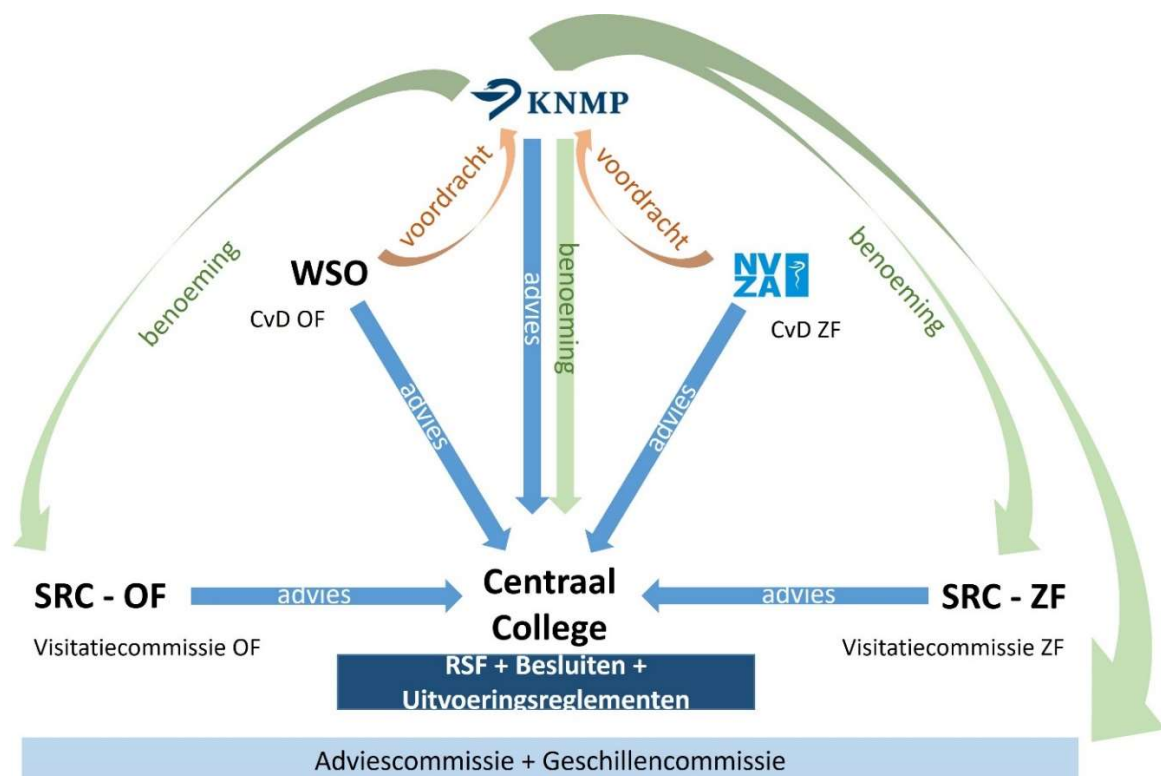 KNMP
voordracht
voordracht
benoeming
advies
benoeming
benoeming
WSO
CvD OF
NV
ZA
CvD ZF
advies
advies
SRC - OF
advies
Centraal
College
advies
SRC - ZF
Visitatiecommissie OF
Visitatiecommissie ZF
RSF + Besluiten +
Uitvoeringsreglementen
Adviescommissie + Geschillencommissie